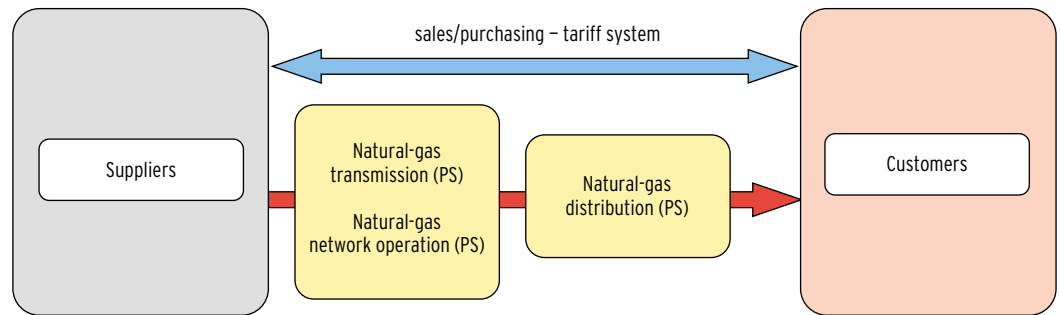 sales/purchasing – tariff system
Suppliers
Natural-gas
transmission (PS)
Natural-gas
network operation (PS)
Natural-gas
distribution (PS)
Customers